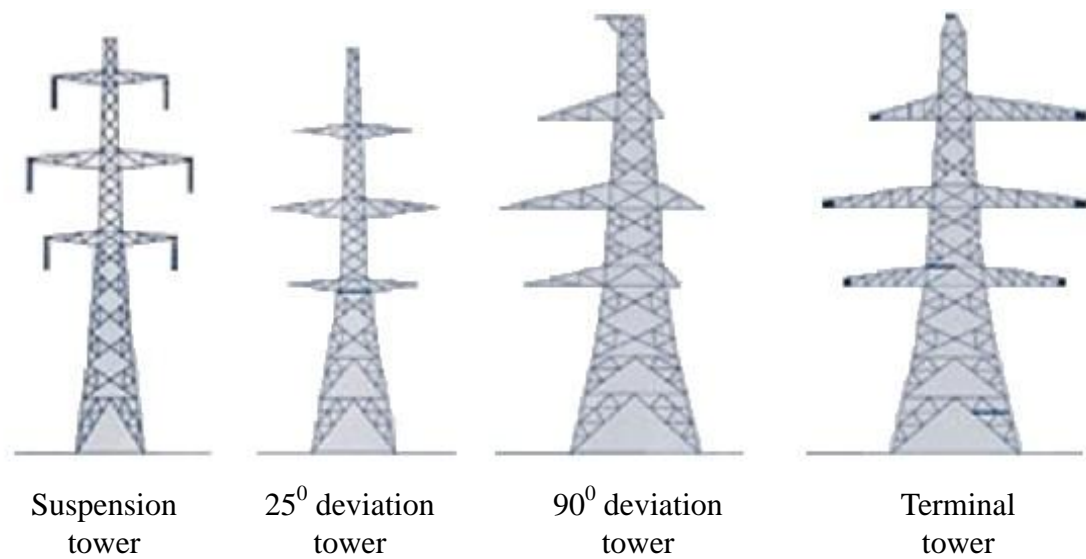 Suspension
tower
25⁰ deviation
tower
90⁰ deviation
tower
Terminal
tower